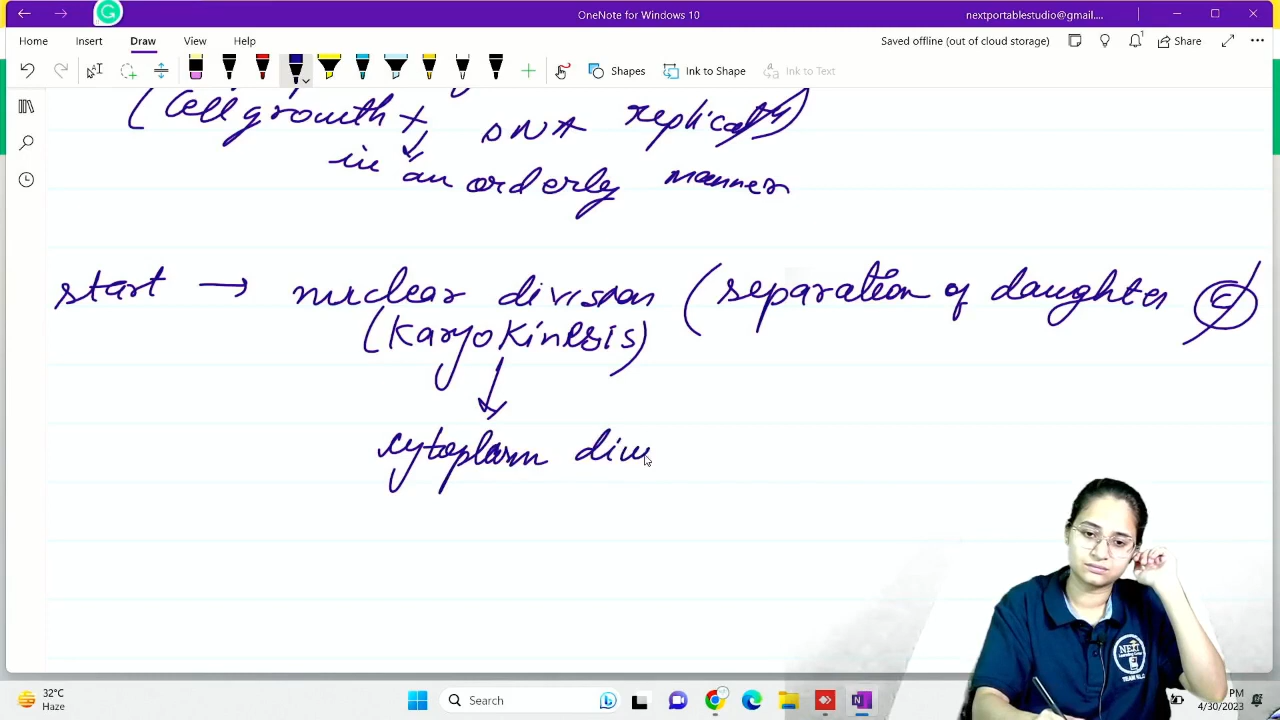 OneNote for Windows 10
nextportablestudio@gmail....
Home Insert Draw View Help
Saved offline (out of cloud storage)
Share
Shapes
Ink to Shape
Ink to Text
(Cell growth + DNA
in an orderly manner
start → nuclear division (separation of daughter
(Karyokinesis)
cytoplasm div
NEXT
32°C
Haze
Search
PM
4/30/2023